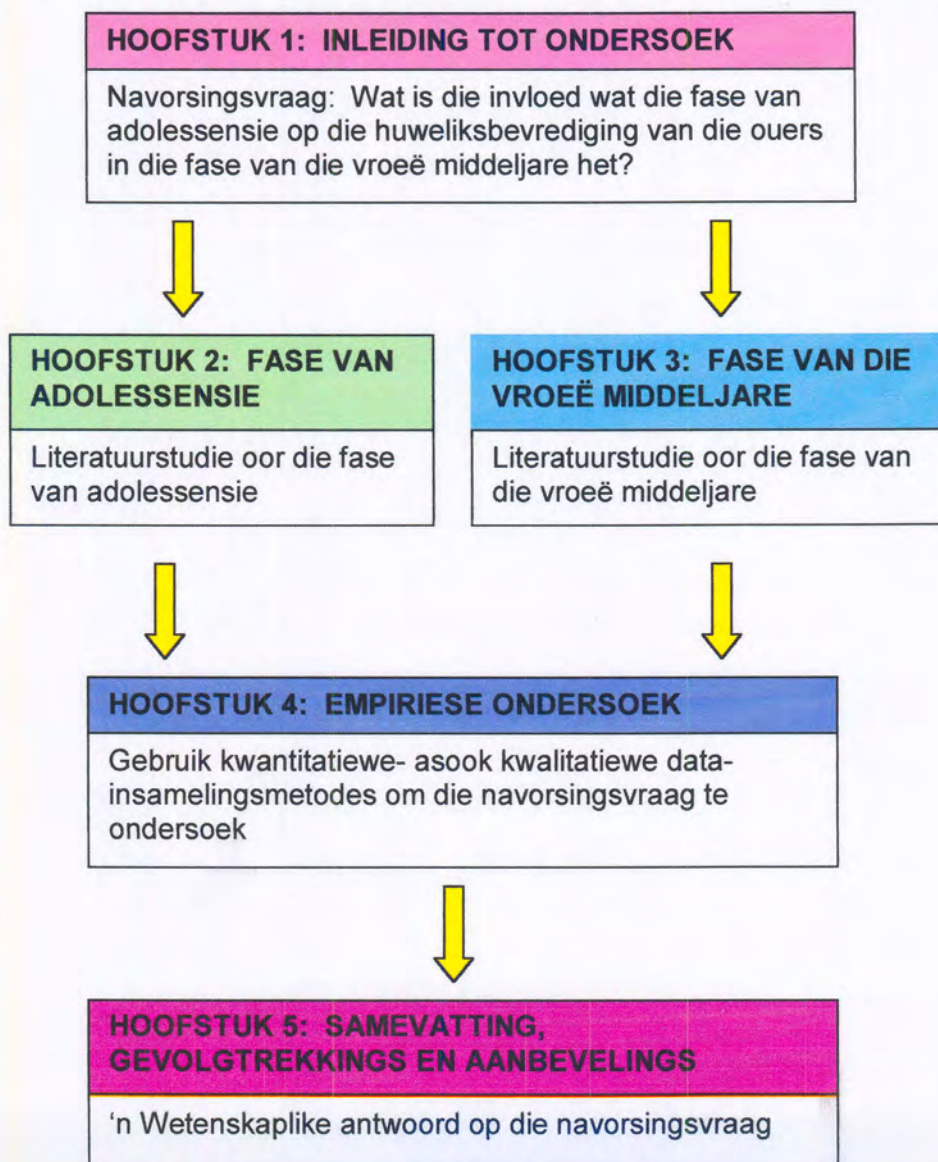 HOOFSTUK 1: INLEIDING TOT ONDERSOEK
Navorsingsvraag: Wat is die invloed wat die fase van
adolessensie op die huweliksbevrediging van die ouers
in die fase van die vroeë middeljare het?
HOOFSTUK 2: FASE VAN
ADOLESSENSIE
Literatuurstudie oor die fase
van adolessensie
HOOFSTUK 3: FASE VAN DIE
VROEË MIDDELJARE
Literatuurstudie oor die fase van
die vroeë middeljare
HOOFSTUK 4: EMPIRIESE ONDERSOEK
Gebruik kwantitatiewe- asook kwalitatiewe data-
insamelingsmetodes om die navorsingsvraag te
ondersoek
HOOFSTUK 5: SAMEVATTING,
GEVOLGTREKKINGS EN AANBEVELINGS
‘n Wetenskaplike antwoord op die navorsingsvraag